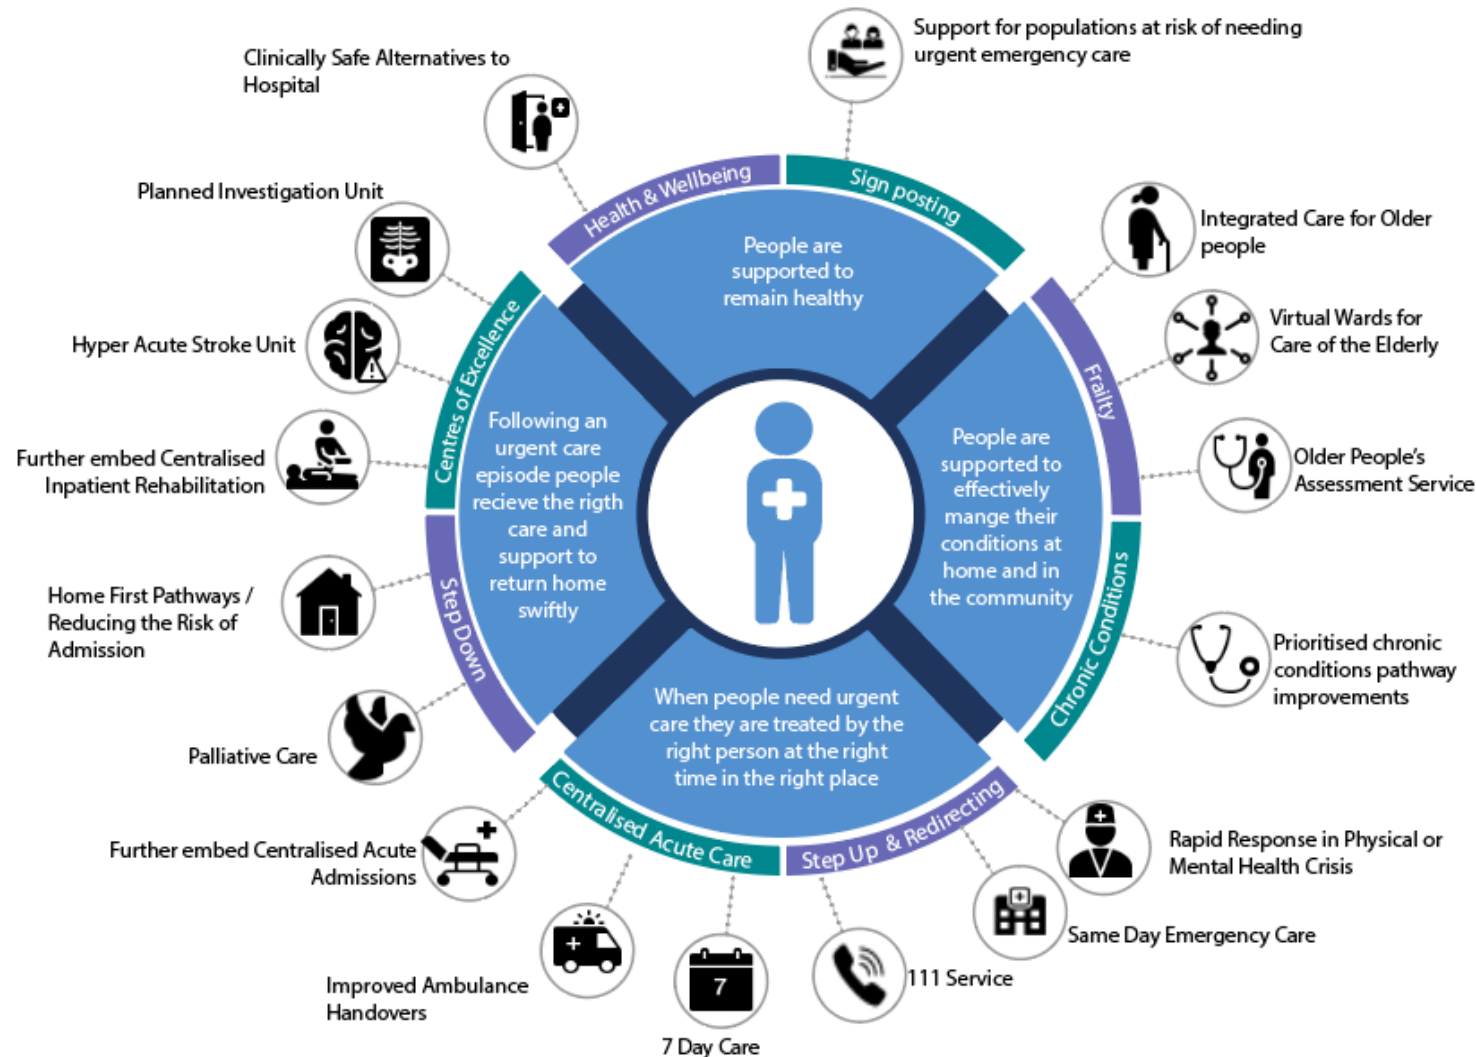 Support for populations at risk of needing
urgent emergency care
Clinically Safe Alternatives to
Hospital
Planned Investigation Unit
Hyper Acute Stroke Unit
Further embed Centralised
Inpatient Rehabilitation
Home First Pathways /
Reducing the Risk of
Admission
Palliative Care
Further embed Centralised Acute
Admissions
Improved Ambulance
Handovers
7
7 Day Care
111 Service
Same Day Emergency Care
Rapid Response in Physical or
Mental Health Crisis
Prioritised chronic
conditions pathway
improvements
Older People's
Assessment Service
Virtual Wards for
Care of the Elderly
Integrated Care for Older
people
Health & Wellbeing
Sign posting
Frailty
Chronic Conditions
Step Up & Redirecting
Centralised Acute Care
Step Down
Centres of Excellence
People are
supported to
remain healthy
People are
supported to
effectively
mange their
conditions at
home and in
the community
When people need urgent
care they are treated by the
right person at the right
time in the right place
Following an
urgent care
episode people
recieve the rigth
care and
support to
return home
swiftly